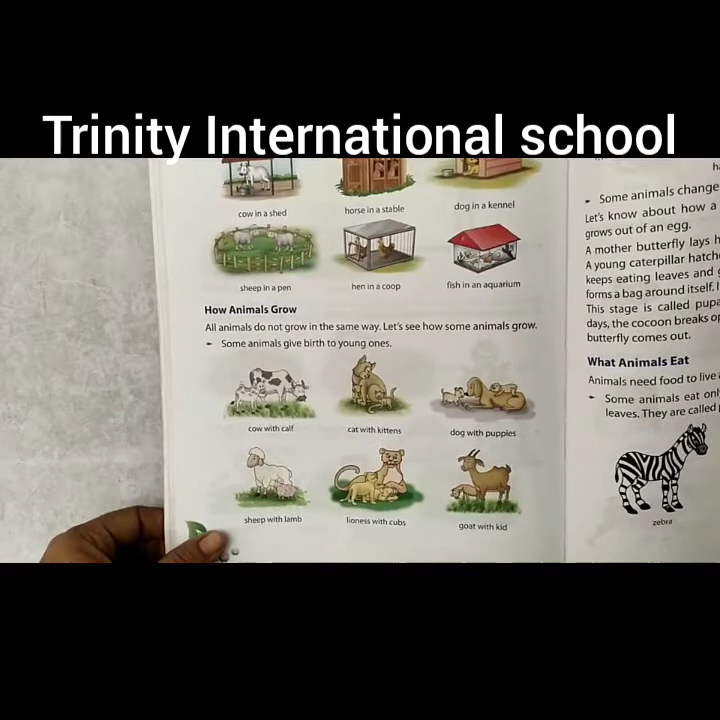 Trinity International school
cow in a shed
horse in a stable
dog in a kennel
sheep in a pen
hen in a coop
fish in an aquarium
How Animals Grow
All animals do not grow in the same way. Let's see how some animals grow.
Some animals give birth to young ones.
cow with calf
cat with kittens
dog with puppies
sheep with lamb
lioness with cubs
goat with kid
Some animals change
Let's know about how a
grows out of an egg.
A mother butterfly lays
A young caterpillar
keeps eating leaves and
forms a bag around itself.
This stage is called
days, the cocoon breaks
butterfly comes out.
What Animals Eat
Animals need food to live
Some animals eat
leaves. They are called
zebra